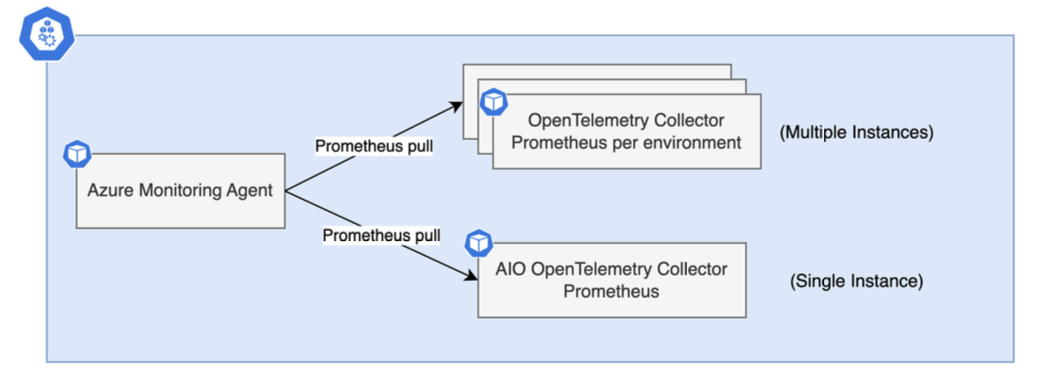 OpenTelemetry Collector
Prometheus per environment
(Multiple Instances)
Prometheus pull
Azure Monitoring Agent
Prometheus pull
AIO OpenTelemetry Collector
Prometheus
(Single Instance)